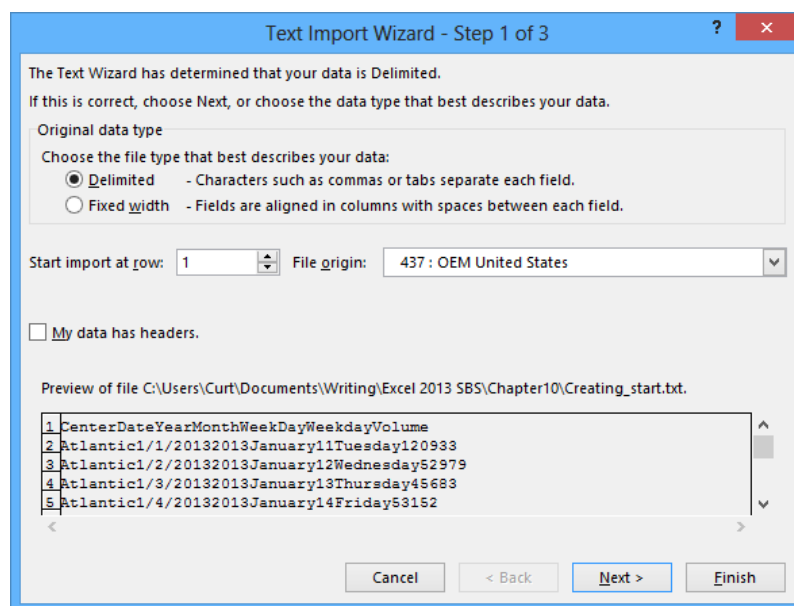 Text Import Wizard - Step 1 of 3
?
×
The Text Wizard has determined that your data is Delimited.
If this is correct, choose Next, or choose the data type that best describes your data.
Original data type
Choose the file type that best describes your data:
Delimited - Characters such as commas or tabs separate each field.
Fixed width - Fields are aligned in columns with spaces between each field.
Start import at row: 1 File origin: 437 : OEM United States
My data has headers.
Preview of file C:\Users\Curt\Documents\Writing\Excel 2013 SBS\Chapter10\Creating_start.txt.
1 CenterDateYearMonthWeekDayWeekdayVolume
2 Atlantic1/1/20132013January11Tuesday120933
3 Atlantic1/2/20132013January12Wednesday52979
4 Atlantic1/3/20132013January13Thursday45683
5 Atlantic1/4/20132013January14Friday53152
Cancel < Back Next > Finish